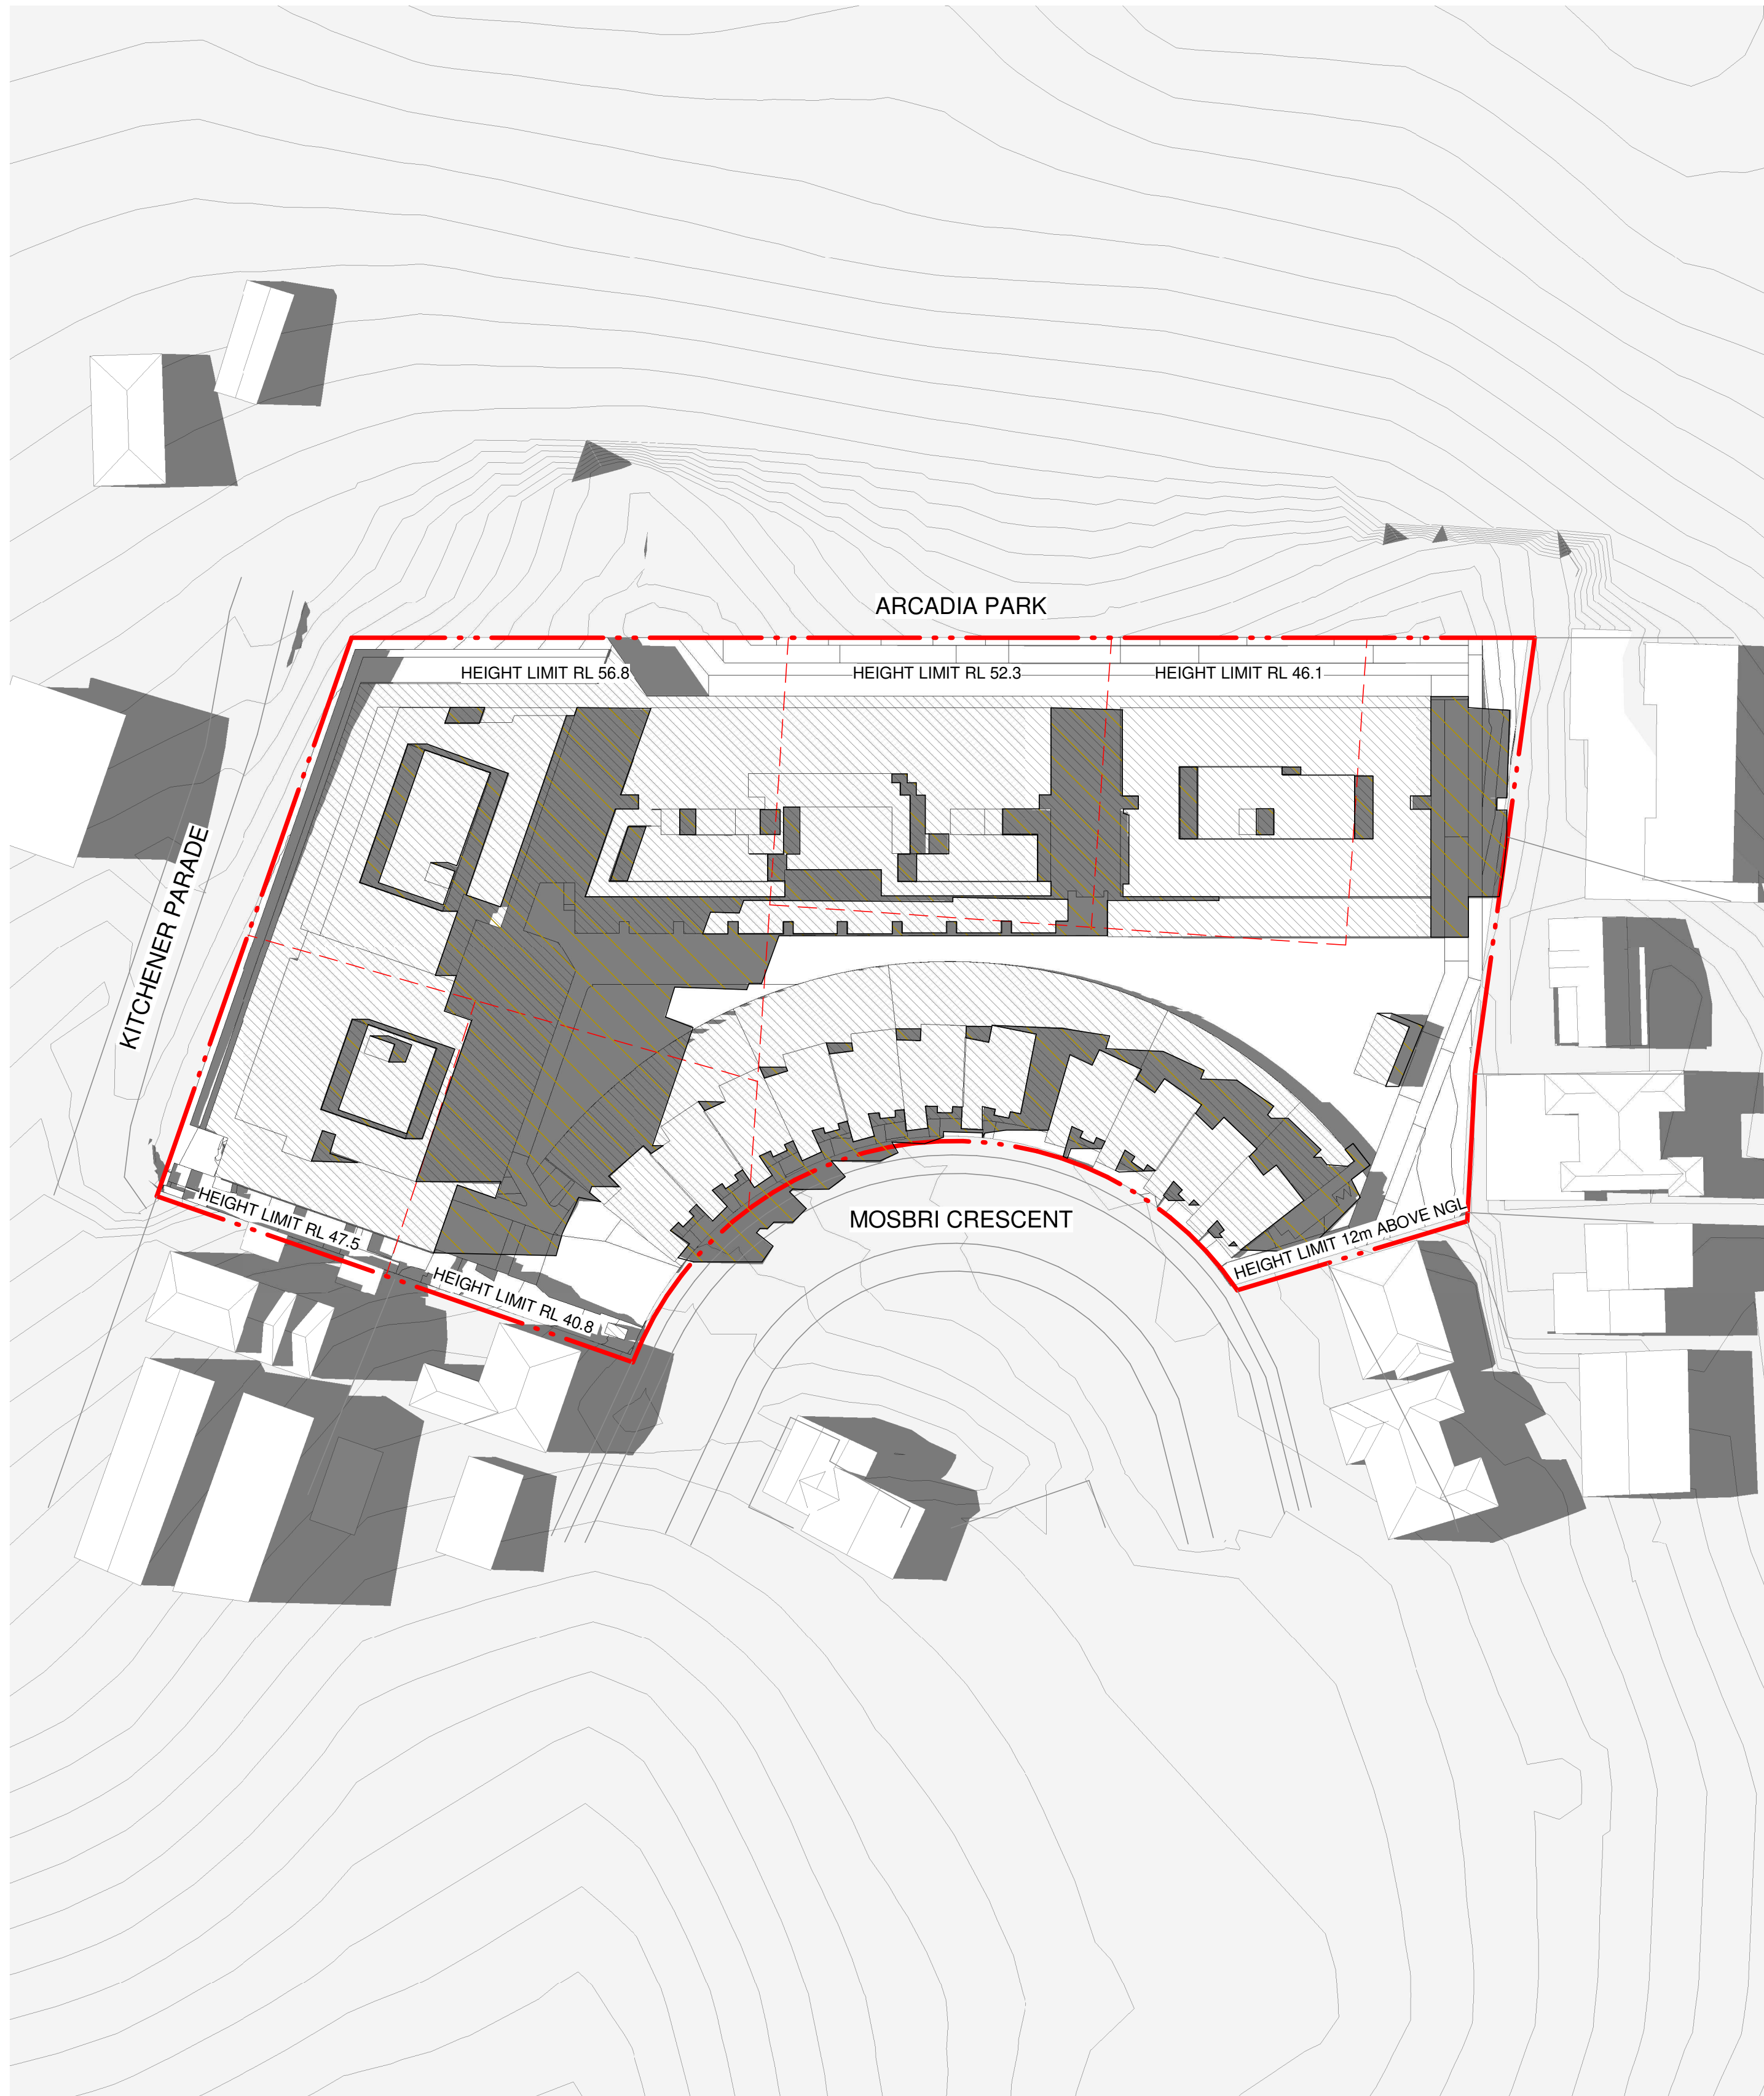 ARCADIA PARK
HEIGHT LIMIT RL 56.8
HEIGHT LIMIT RL 52.3
HEIGHT LIMIT RL 46.1
KITCHENER PARADE
HEIGHT LIMIT RL 47.5
MOSBRI CRESCENT
HEIGHT LIMIT 12m ABOVE NGL
HEIGHT LIMIT RL 40.8